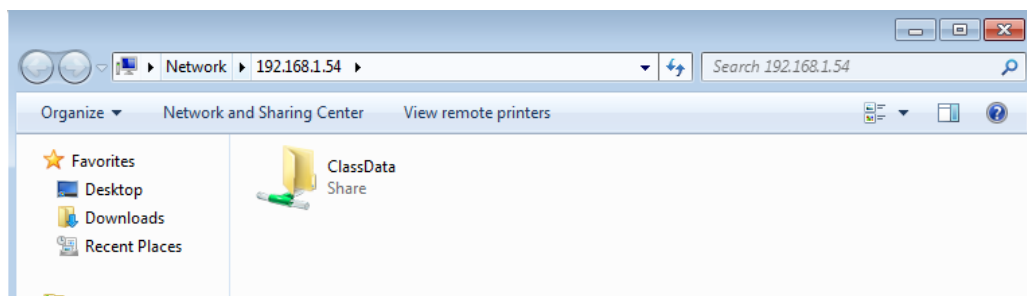 Network 192.168.1.54
Search 192.168.1.54
Organize
Network and Sharing Center
View remote printers
Favorites
Desktop
Downloads
Recent Places
ClassData
Share